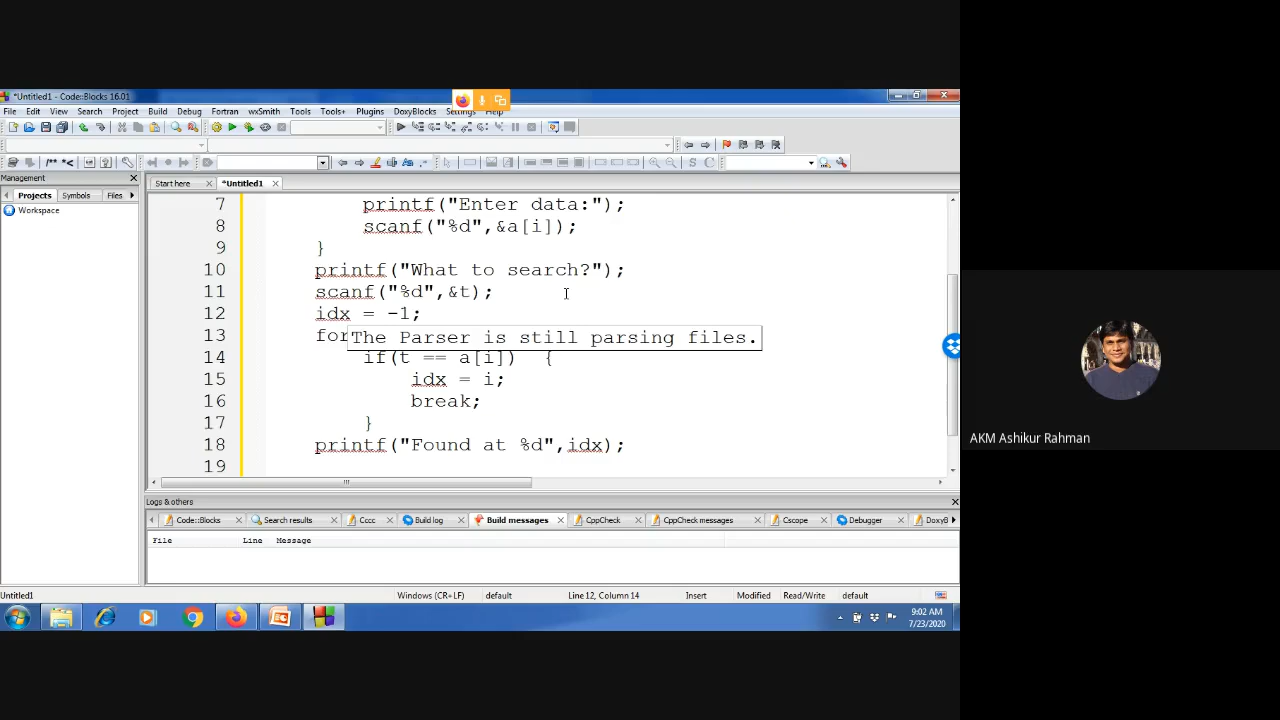 *Untitled1 - Code::Blocks 16.01
File Edit View Search Project Build Debug Fortran wxSmith Tools Tools+ Plugins DoxyBlocks Settings Help
Management
Projects Symbols Files
Workspace
Start here *Untitled1
7 printf("Enter data:");
8 scanf("%d",&a[i]);
9 }
10 printf("What to search?");
11 scanf("%d",&t);
12 idx = -1;
13 for
The Parser is still parsing files.
14 if(t == a[i]) {
15 idx = i;
16 break;
17 }
18 printf("Found at %d",idx);
19
Logs & others
Code::Blocks Search results Cccc Build log Build messages CppCheck CppCheck messages Cscope Debugger DoxyB
File Line Message
Untitled1 Windows (CR+LF) default Line 12, Column 14 Insert Modified Read/Write default
9:02 AM
7/23/2020
AKM Ashikur Rahman